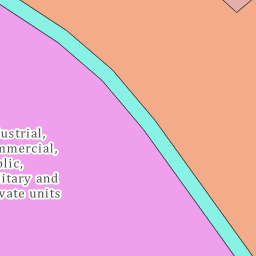 ustrial,
mmercial,
blic,
itary and
vate units